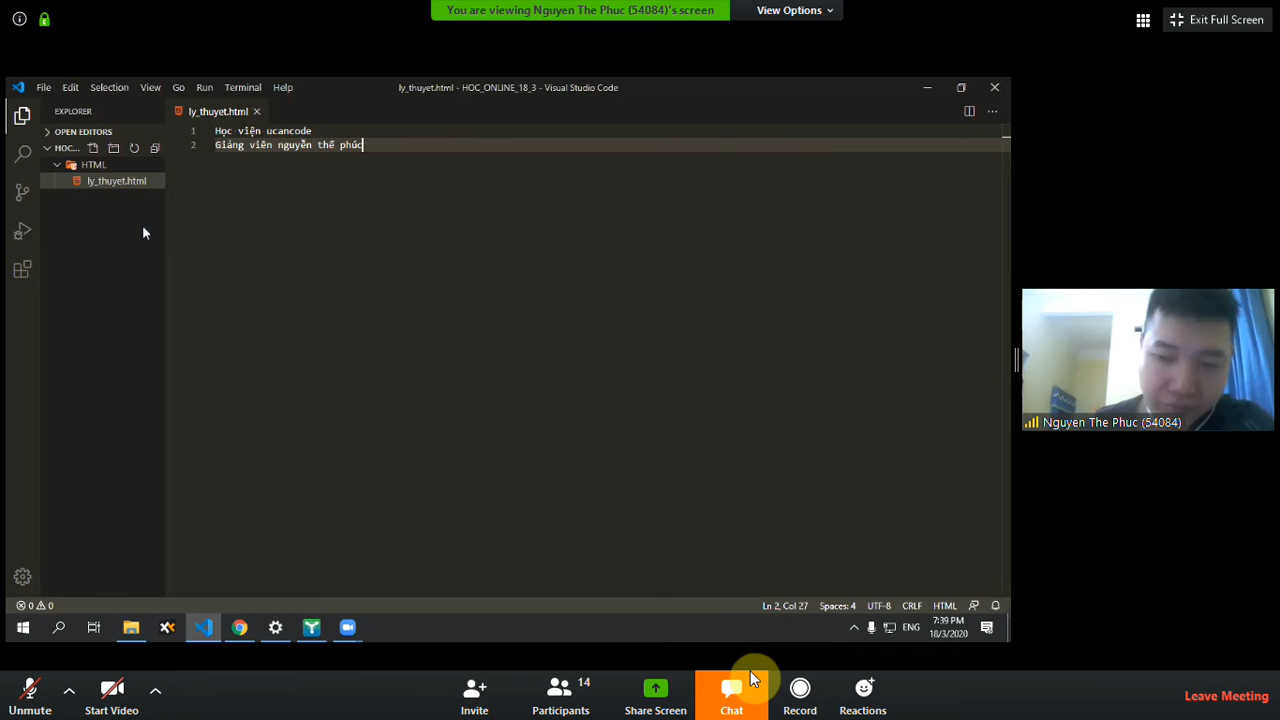 You are viewing Nguyen The Phuc (54084)'s screen
View Options
Exit Full Screen
File Edit Selection View Go Run Terminal Help
ly_thuyet.html - HOC_ONLINE_18_3 - Visual Studio Code
EXPLORER
ly_thuyet.html
OPEN EDITORS
HOC...
HTML
ly_thuyet.html
1 Học viện ucancode
2 Giảng viên nguyễn thế phúc
Nguyen The Phuc (54084)
0 0
Ln 2, Col 27 Spaces: 4 UTF-8 CRLF HTML
ENG
7:39 PM
18/3/2020
Unmute
Start Video
Invite
14
Participants
Share Screen
Chat
Record
Reactions
Leave Meeting